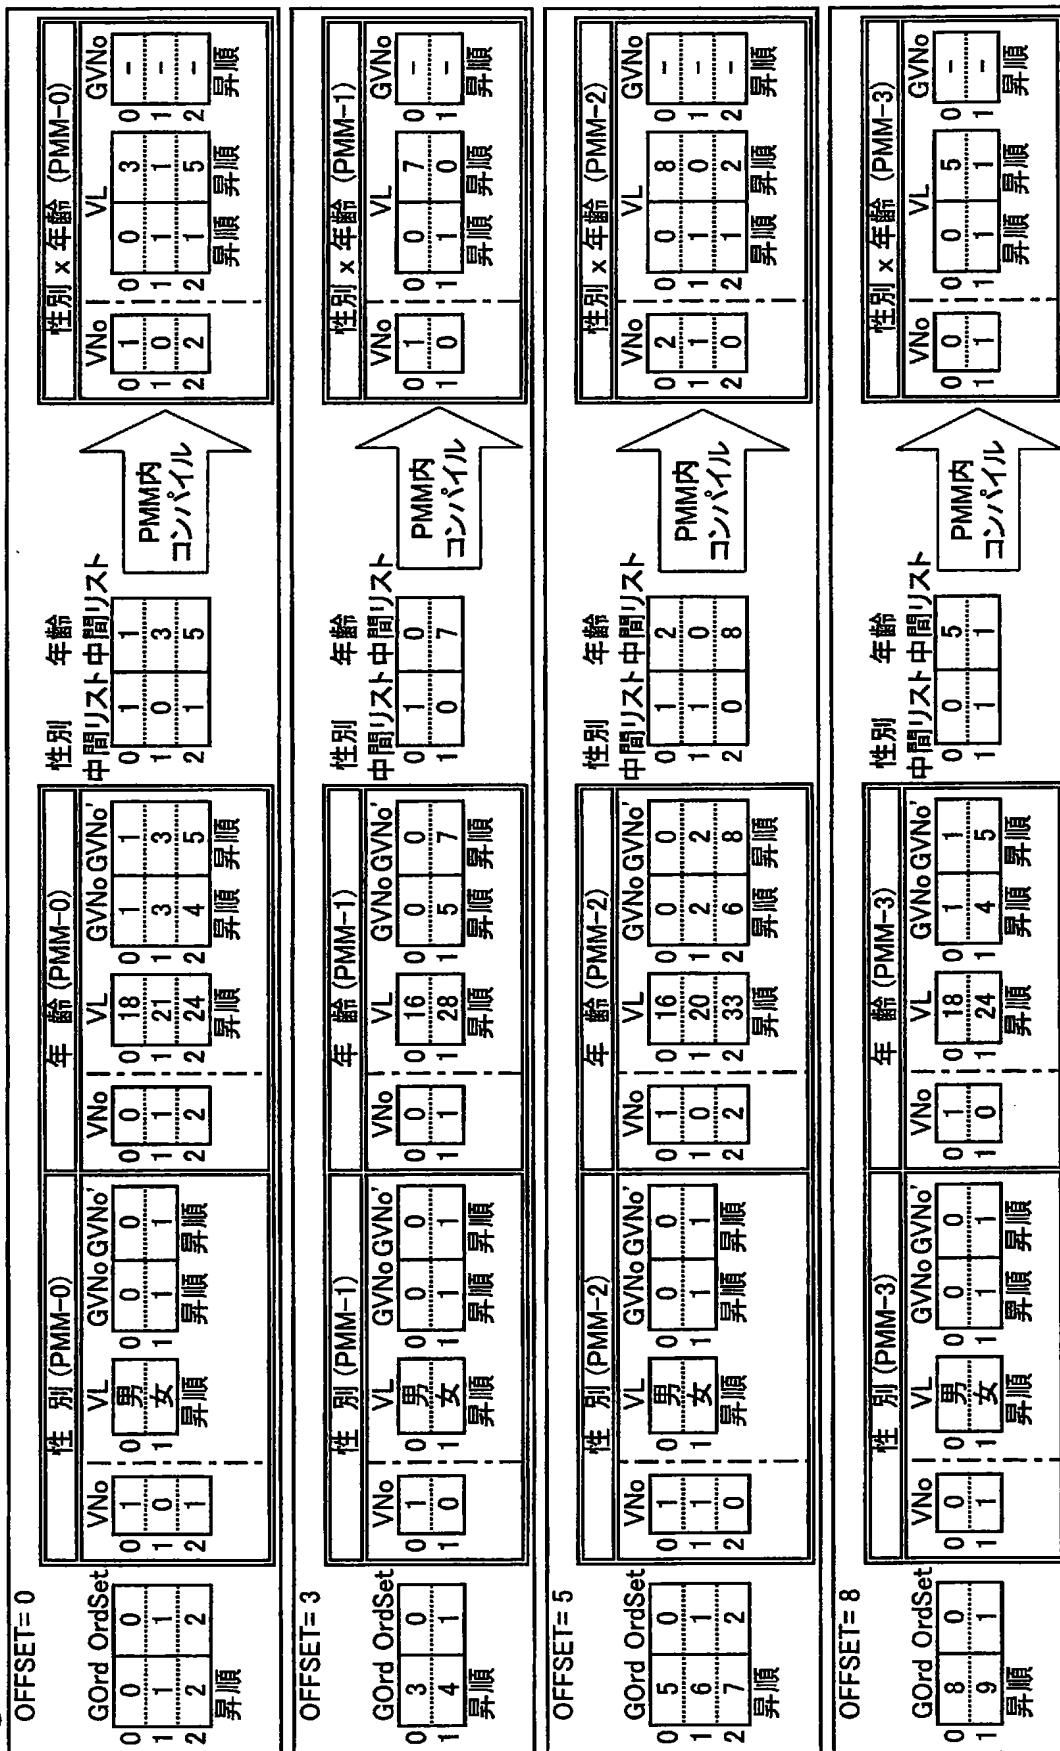 OFFSET= 0
性 別 (PMM-0) 年 齢 (PMM-0) 性別 年齢 性別 x 年齢 (PMM-0)
GOrd OrdSet VNo VL GVNo GVNo' VNo VL GVNo GVNo' 中間リスト 中間リスト VNo VL GVNo
0 0 0 0 1 0 男 0 0 0 0 0 0 18 0 1 1 0 1 1 PMM内 0 1 0 0 3 0 -
1 1 1 1 0 1 女 1 1 1 1 1 1 21 1 3 3 1 0 3 コンパイル 1 0 1 1 1 1 -
2 2 2 2 1 昇順 昇順 昇順 2 2 2 24 2 4 5 2 1 5 2 2 2 1 5 2 -
昇順 昇順 昇順 昇順 昇順 昇順 昇順
OFFSET= 3
性 別 (PMM-1) 年 齢 (PMM-1) 性別 年齢 性別 x 年齢 (PMM-1)
GOrd OrdSet VNo VL GVNo GVNo' VNo VL GVNo GVNo' 中間リスト 中間リスト VNo VL GVNo
0 3 0 0 1 0 男 0 0 0 0 0 0 16 0 0 0 0 1 0 PMM内 0 1 0 0 7 0 -
1 4 1 1 0 1 女 1 1 1 1 1 1 28 1 5 7 1 0 7 コンパイル 1 0 1 1 0 1 -
昇順 昇順 昇順 昇順 昇順 昇順 昇順 昇順 昇順 昇順
OFFSET= 5
性 別 (PMM-2) 年 齢 (PMM-2) 性別 年齢 性別 x 年齢 (PMM-2)
GOrd OrdSet VNo VL GVNo GVNo' VNo VL GVNo GVNo' 中間リスト 中間リスト VNo VL GVNo
0 5 0 0 1 0 男 0 0 0 0 1 0 16 0 0 0 0 1 2 PMM内 0 2 0 0 8 0 -
1 6 1 1 1 1 女 1 1 1 1 0 1 20 1 2 2 1 1 0 コンパイル 1 1 1 1 0 1 -
2 7 2 2 0 昇順 昇順 昇順 2 2 2 33 2 6 8 2 0 8 2 0 2 1 2 2 -
昇順 昇順 昇順 昇順 昇順 昇順 昇順
OFFSET= 8
性 別 (PMM-3) 年 齢 (PMM-3) 性別 年齢 性別 x 年齢 (PMM-3)
GOrd OrdSet VNo VL GVNo GVNo' VNo VL GVNo GVNo' 中間リスト 中間リスト VNo VL GVNo
0 8 0 0 0 0 男 0 0 0 0 1 0 18 0 1 1 0 0 5 PMM内 0 0 0 0 5 0 -
1 9 1 1 1 1 女 1 1 1 1 0 1 24 1 4 5 1 1 1 コンパイル 1 1 1 1 1 1 -
昇順 昇順 昇順 昇順 昇順 昇順 昇順 昇順 昇順 昇順